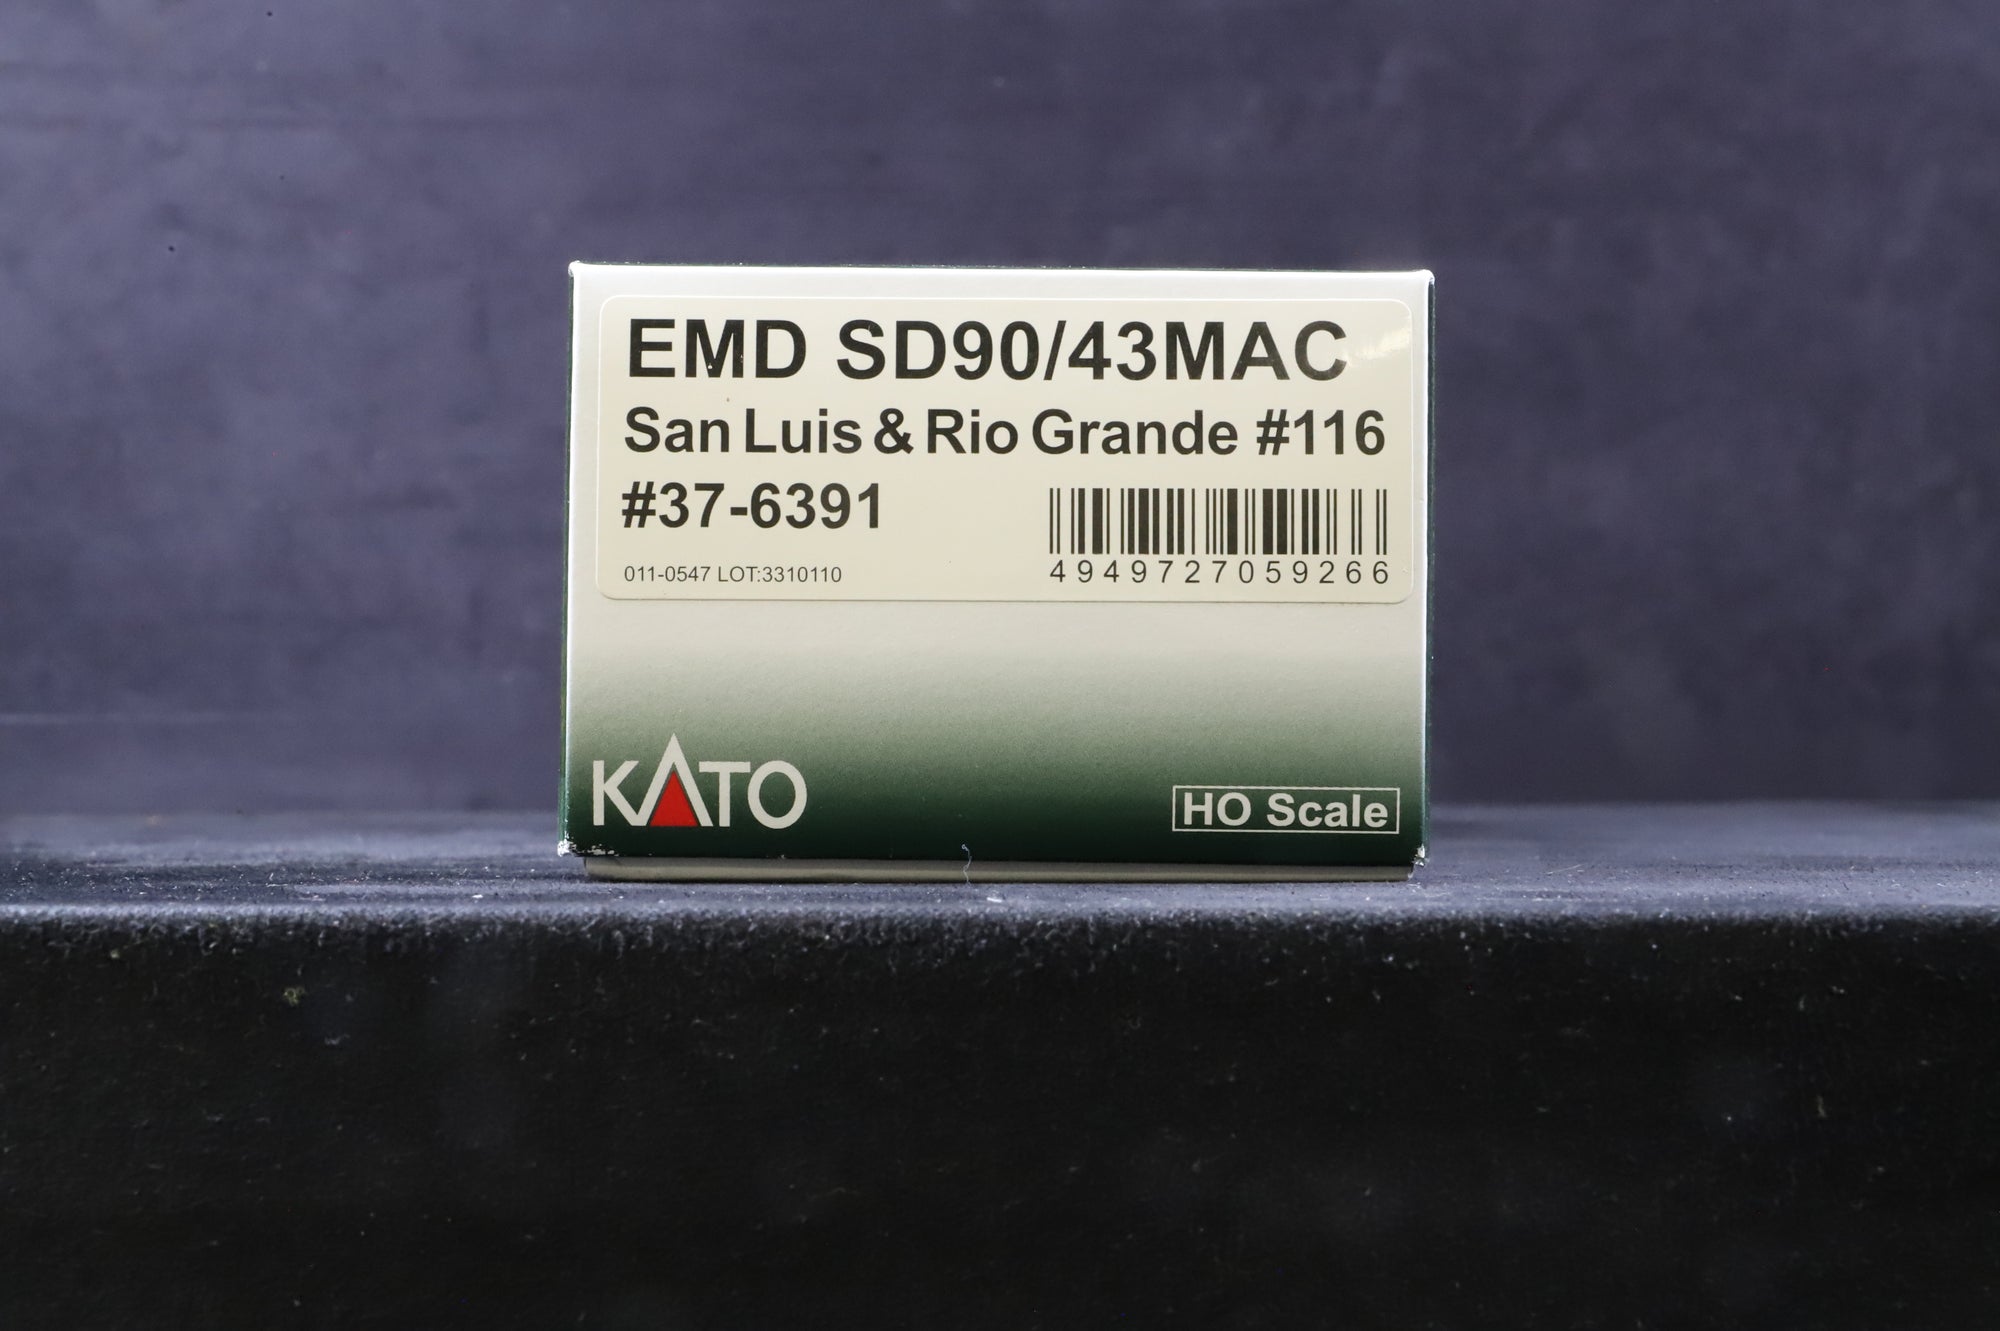 EMD SD90/43MAC
San Luis & Rio Grande #116
#37-6391
011-0547 LOT:3310110
4949727059266
KATO
HO Scale